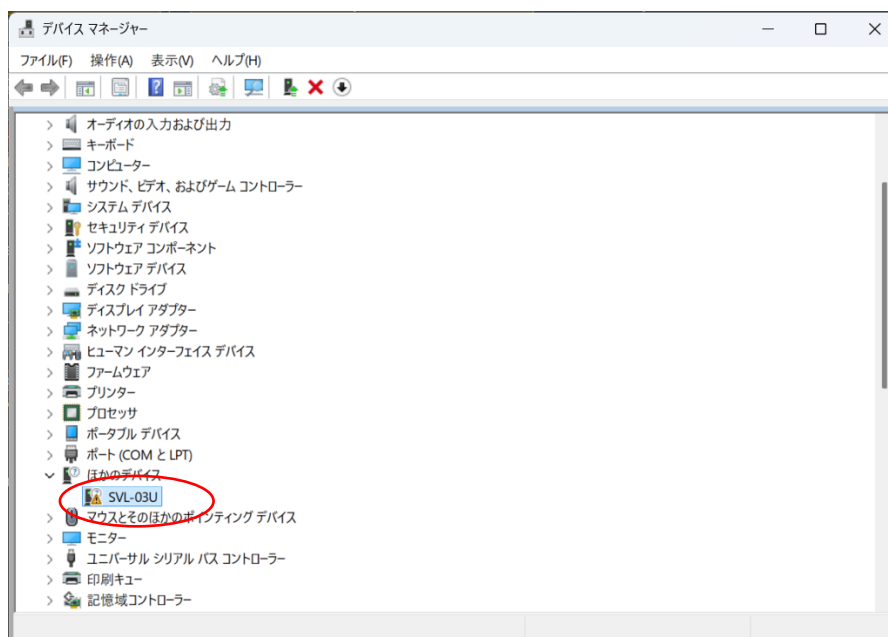 デバイス マネージャー
ファイル(F) 操作(A) 表示(V) ヘルプ(H)
オーディオの入力および出力
キーボード
コンピューター
サウンド、ビデオ、およびゲーム コントローラー
システム デバイス
セキュリティ デバイス
ソフトウェア コンポーネント
ソフトウェア デバイス
ディスク ドライブ
ディスプレイ アダプター
ネットワーク アダプター
ヒューマン インターフェイス デバイス
ファームウェア
プリンター
プロセッサ
ポータブル デバイス
ポート (COM と LPT)
ほかのデバイス
SVL-03U
マウスとそのほかのポインティング デバイス
モニター
ユニバーサル シリアル バス コントローラー
印刷キュー
記憶域コントローラー